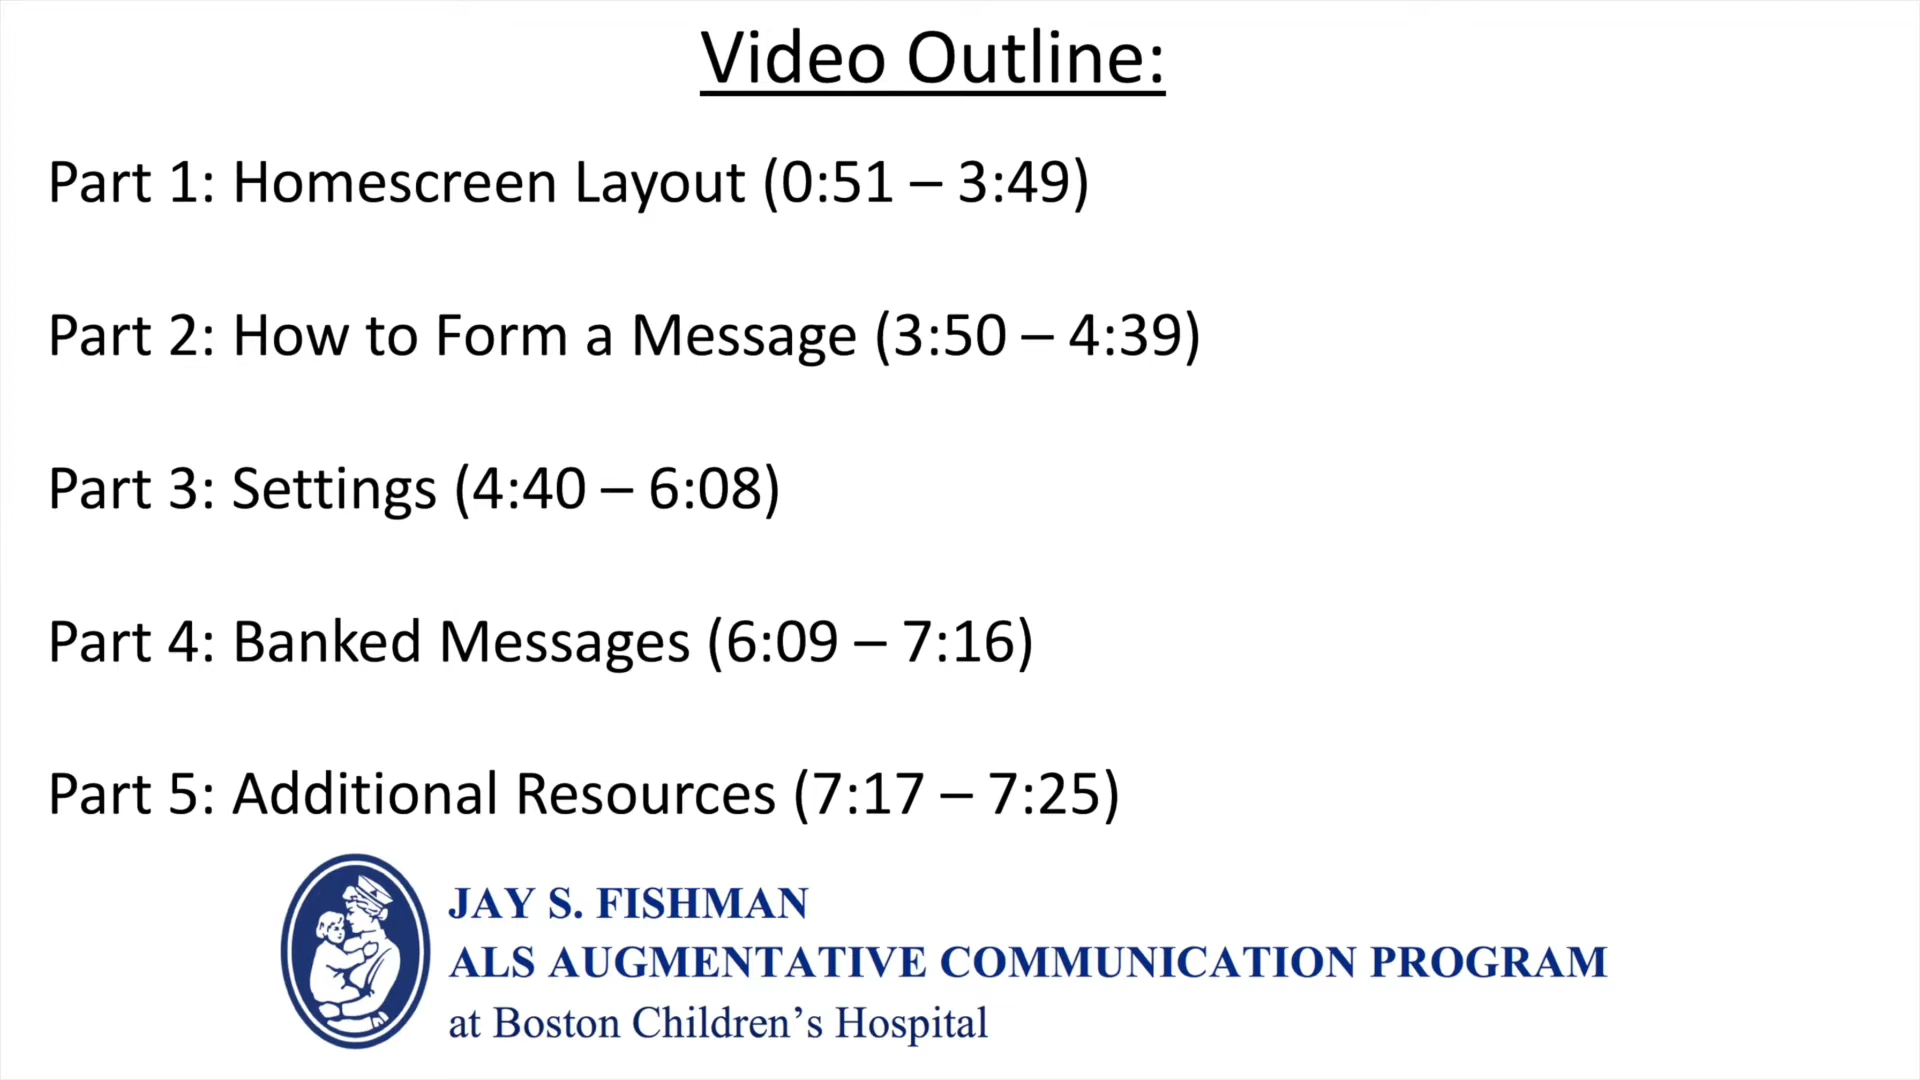 Video Outline:
Part 1: Homescreen Layout (0:51 – 3:49)
Part 2: How to Form a Message (3:50 – 4:39)
Part 3: Settings (4:40 – 6:08)
Part 4: Banked Messages (6:09 – 7:16)
Part 5: Additional Resources (7:17 – 7:25)
JAY S. FISHMAN
ALS AUGMENTATIVE COMMUNICATION PROGRAM
at Boston Children’s Hospital